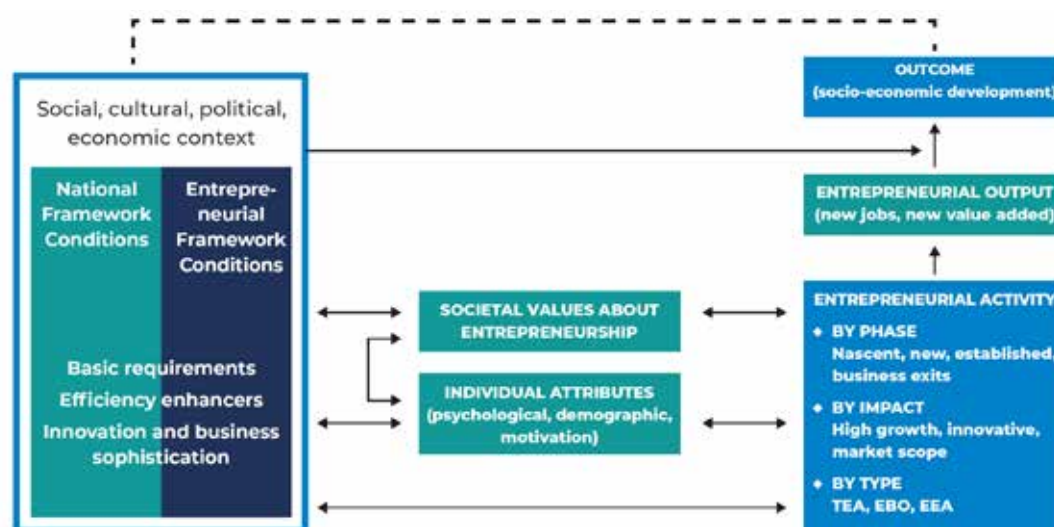 Social, cultural, political,
economic context
National
Framework
Conditions
Entrepre-
neurial
Framework
Conditions
Basic requirements
Efficiency enhancers
Innovation and business
sophistication
SOCIETAL VALUES ABOUT
ENTREPRENEURSHIP
INDIVIDUAL ATTRIBUTES
(psychological, demographic,
motivation)
OUTCOME
(socio-economic development)
ENTREPRENEURIAL OUTPUT
(new jobs, new value added)
ENTREPRENEURIAL ACTIVITY
◆ BY PHASE
Nascent, new, established,
business exits
◆ BY IMPACT
High growth, innovative,
market scope
◆ BY TYPE
TEA, EBO, EEA